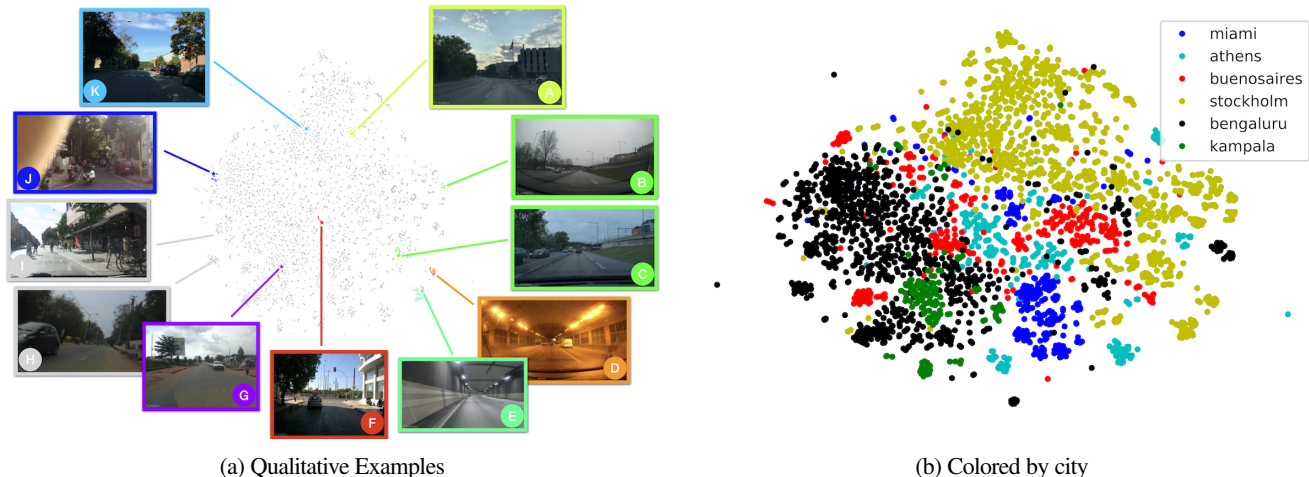 K
A
J
B
I
C
H
G
F
E
D
(a) Qualitative Examples
miami
athens
buenosaires
stockholm
bengaluru
kampala
(b) Colored by city